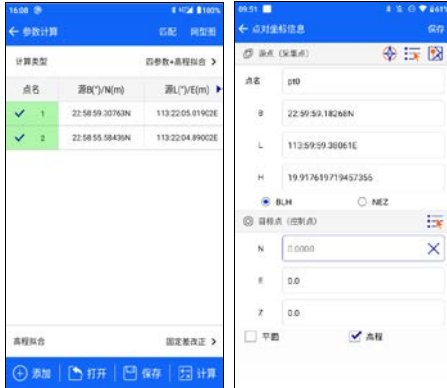 16:08 100%
参数计算 匹配 网型图
计算类型 四参数+高程拟合
点名 源B(°)/N(m) 源L(°)/E(m)
1 22:58:59.30763N 113:22:05.01902E
2 22:58:55.58435N 113:22:04.89002E
高程拟合 固定差改正
添加 打开 保存 计算
09:51
点对坐标信息 保存
源点 (采集点)
点名 pt0
B 22:59:59.18268N
L 113:59:59.38061E
H 19.917619719457355
BLH NEZ
目标点 (控制点)
N 0.0000
E 0.0
Z 0.0
平面 高程